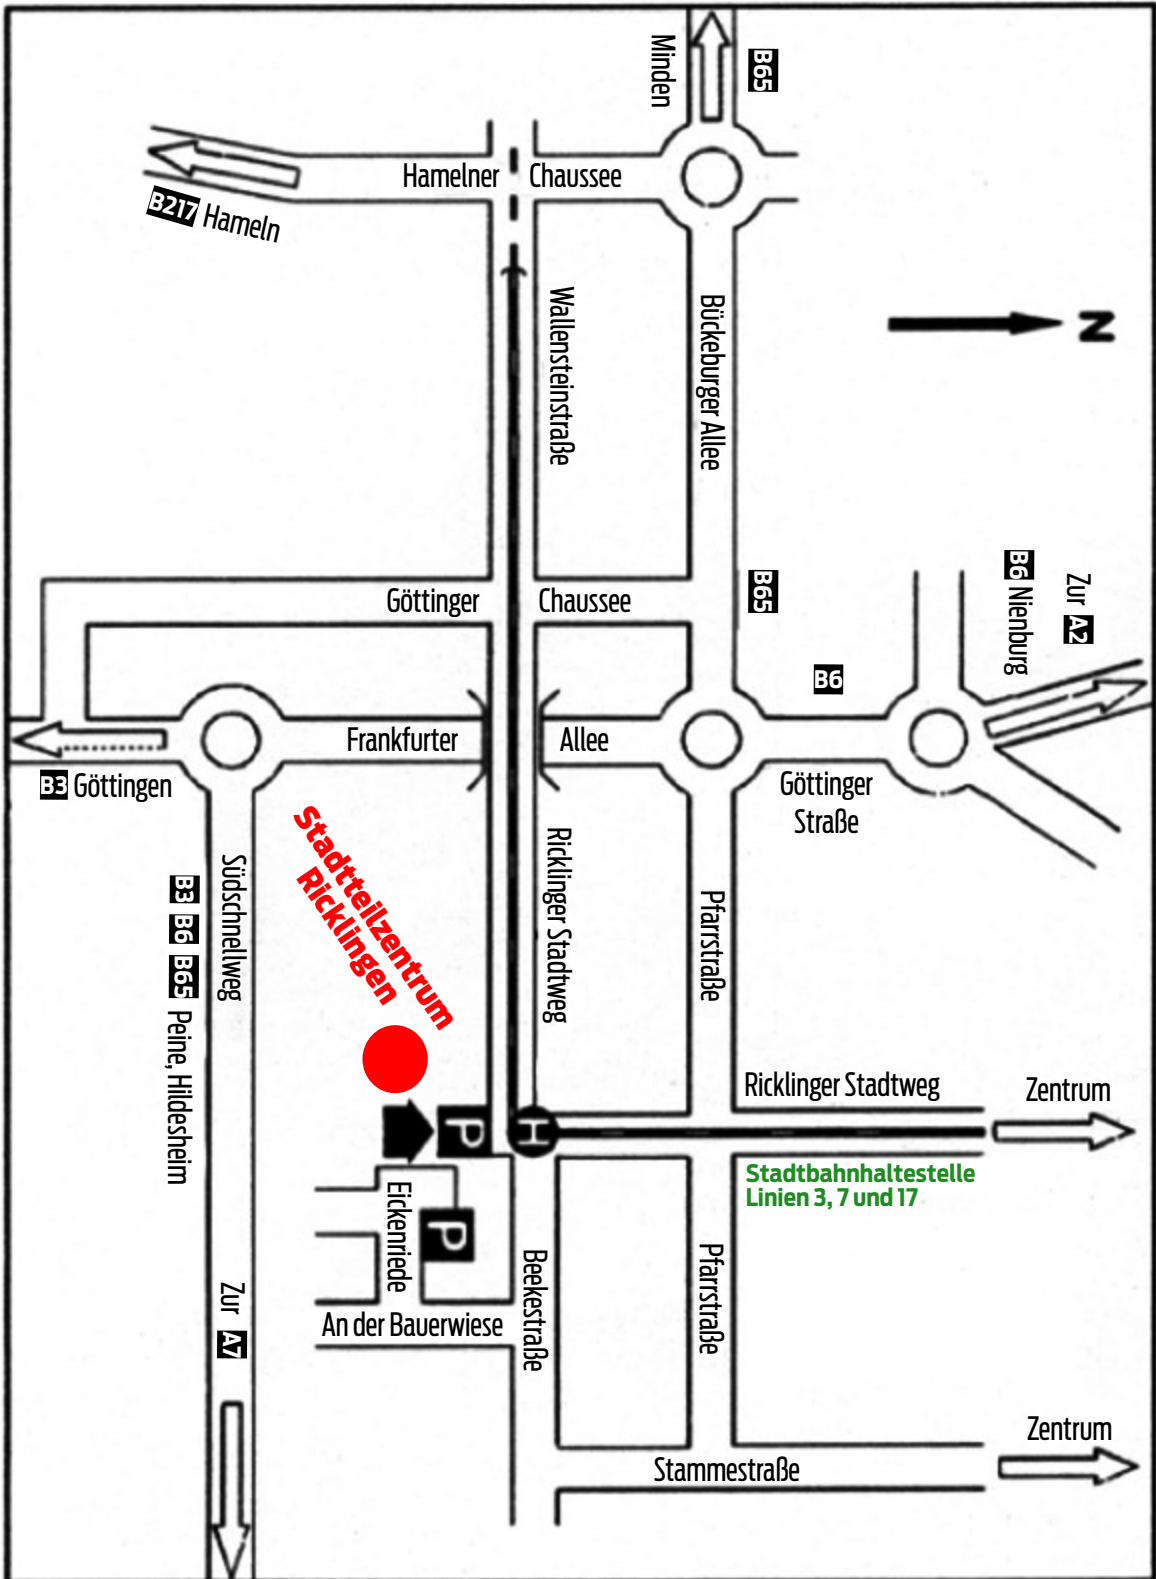 Minden
B65
Hamelner Chaussee
B217 Hameln
Wallensteinstraße
Bückeburger Allee
N
B65
B6 Nienburg
Zur A2
Göttinger Chaussee
B6
Frankfurter Allee
B3 Göttingen
Göttinger
Straße
Stadtteilzentrum
Ricklingen
Südschnellweg
B3 B6 B65 Peine, Hildesheim
Ricklinger Stadtweg
Pfarrstraße
Ricklinger Stadtweg
Zentrum
P
H
Stadtbahnhaltestelle
Linien 3, 7 und 17
Eickenriede
P
Beekestraße
Pfarrstraße
Zur A7
An der Bauerwiese
Zentrum
Stammestraße